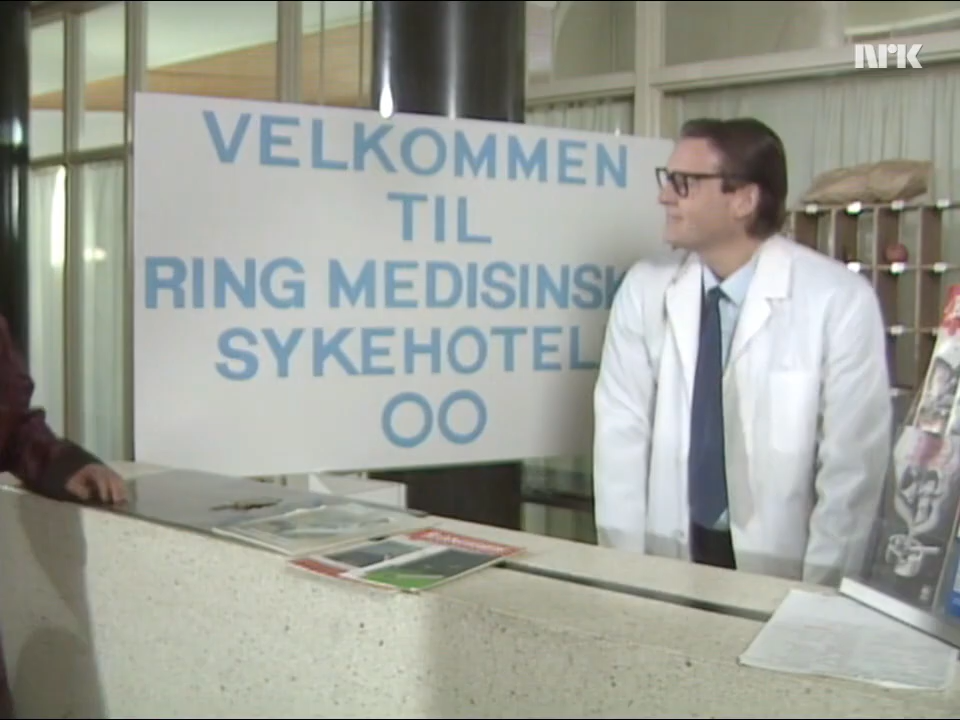 nrk
VELKOMMEN
TIL
RING MEDISINSK
SYKEHOTEL
OO